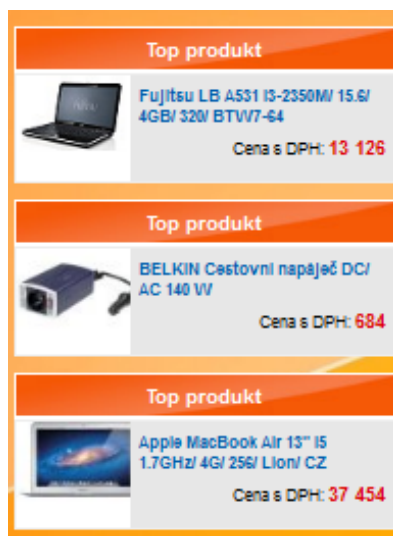 Top produkt
Fujitsu LB A531 I3-2350M/ 15.6/
4GB/ 320/ BT/W7-64
Cena s DPH: 13 126
Top produkt
BELKIN Cestovní napáječ DC/
AC 140 W
Cena s DPH: 684
Top produkt
Apple MacBook Air 13" I5
1.7GHz/ 4G/ 256/ Lion/ CZ
Cena s DPH: 37 454